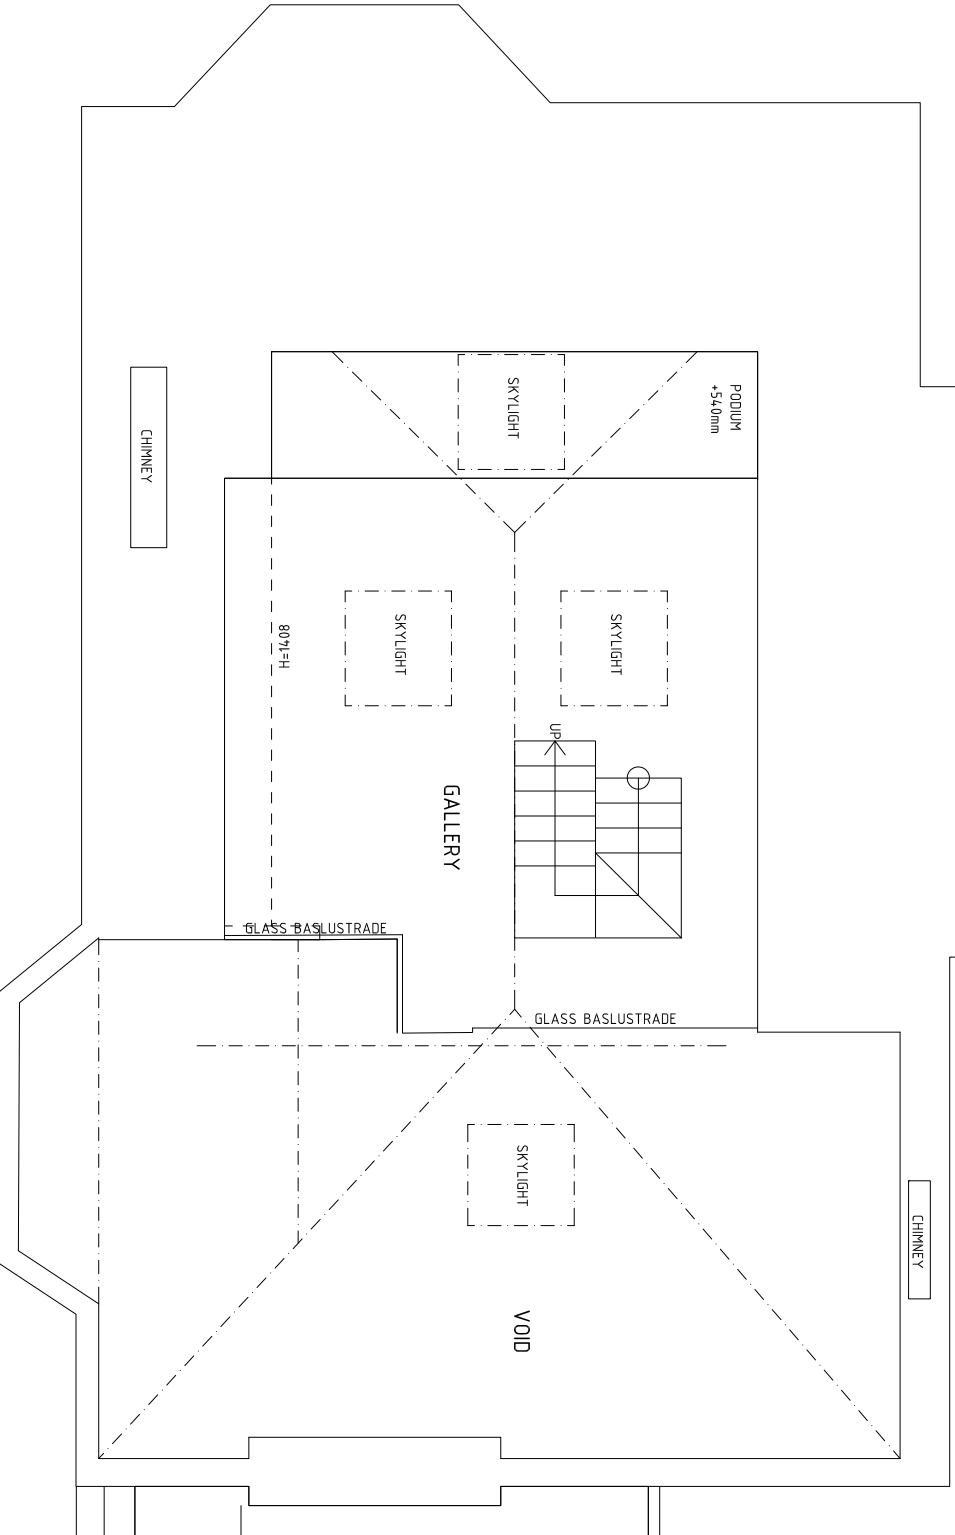 SKYLIGHT
PODIUM
+540mm
CHIMNEY
SKYLIGHT
SKYLIGHT
H=1408
UP
GALLERY
GLASS BASLUSTRADE
GLASS BASLUSTRADE
SKYLIGHT
CHIMNEY
VOID